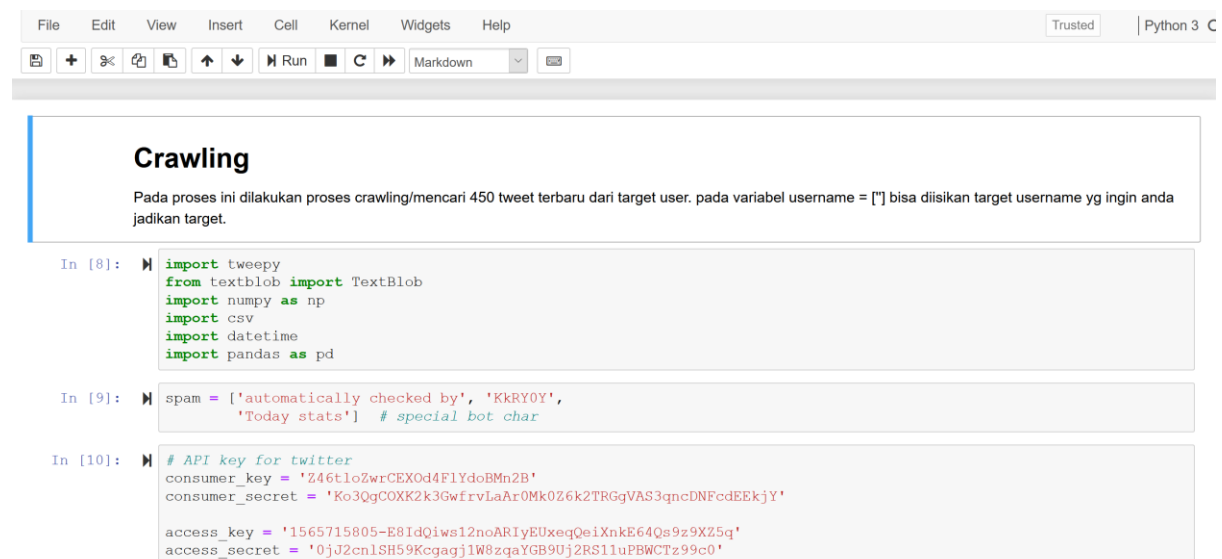 File Edit View Insert Cell Kernel Widgets Help Trusted Python 3
Run Markdown
Crawling
Pada proses ini dilakukan proses crawling/mencari 450 tweet terbaru dari target user. pada variabel username = [''] bisa diisikan target username yg ingin anda
jadikan target.
In [8]: import tweepy
from textblob import TextBlob
import numpy as np
import csv
import datetime
import pandas as pd
In [9]: spam = ['automatically checked by', 'KkRY0Y',
'Today stats'] # special bot char
In [10]: # API key for twitter
consumer_key = 'Z46tloZwrCEXOd4FlYdoBMn2B'
consumer_secret = 'Ko3QgCOXK2k3GwfrvLaAr0Mk0Z6k2TRGgVAS3qncDNFcdEEkjY'
access_key = '1565715805-E8IdQiws12noARIyEUxeqQeiXnkE64Qs9z9XZ5q'
access_secret = '0jJ2cnlSH59Kcgagj1W8zqaYGB9Uj2RS11uPBWCTz99c0'